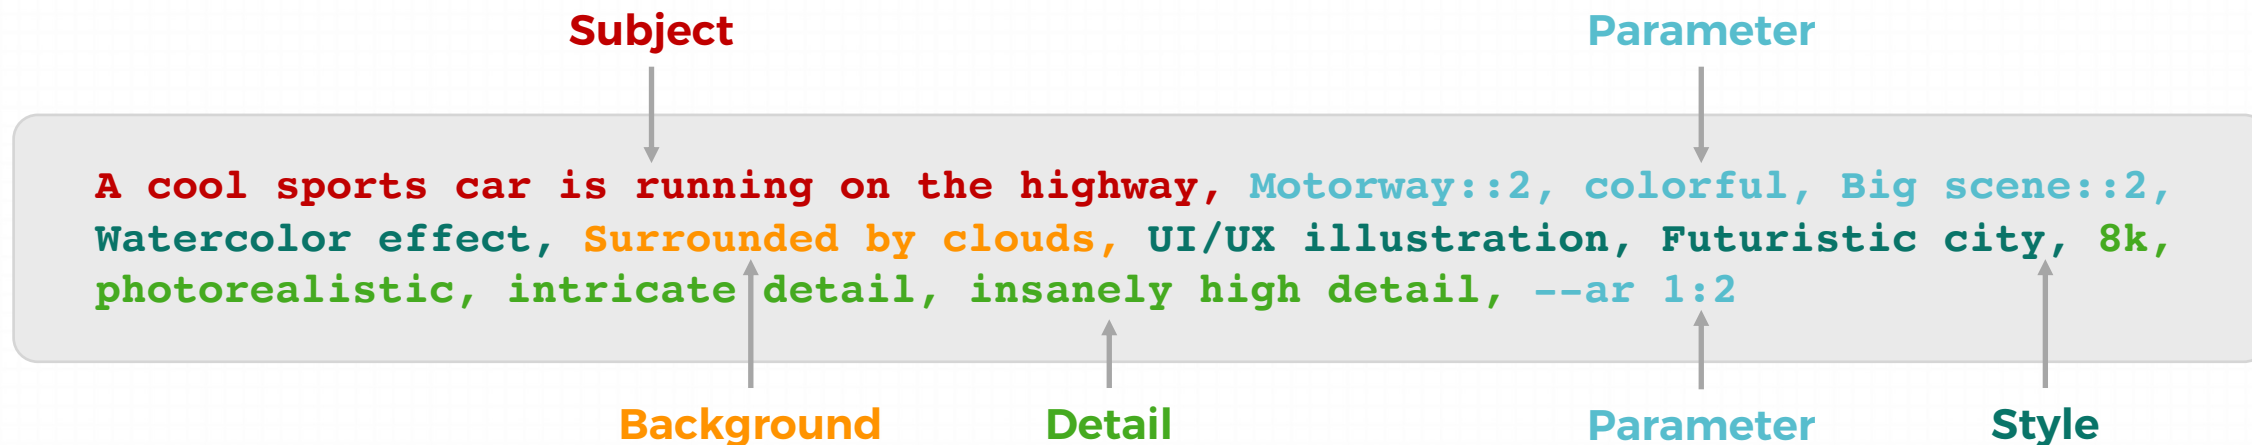 Subject
Parameter
A cool sports car is running on the highway, Motorway::2, colorful, Big scene::2,
Watercolor effect, Surrounded by clouds, UI/UX illustration, Futuristic city, 8k,
photorealistic, intricate detail, insanely high detail, --ar 1:2
Background
Detail
Parameter
Style